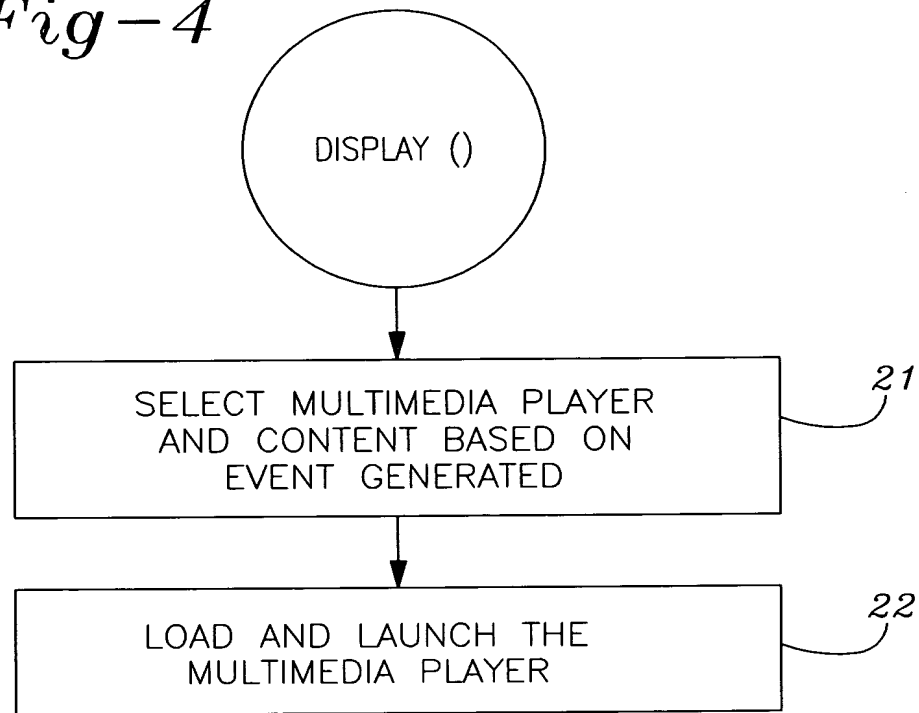 Fig-4
DISPLAY ()
SELECT MULTIMEDIA PLAYER
AND CONTENT BASED ON
EVENT GENERATED
21
LOAD AND LAUNCH THE
MULTIMEDIA PLAYER
22